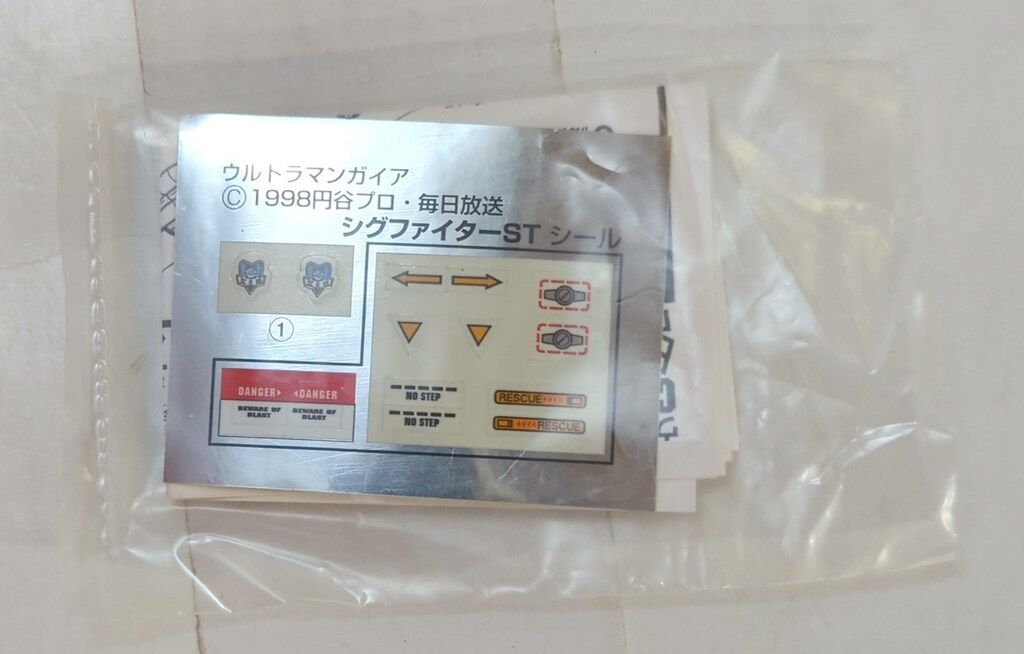 ウルトラマンガイア
©1998円谷プロ・毎日放送
シグファイターST シール
①
DANGER DANGER
BEWARE OF BLAST BEWARE OF BLAST
NO STEP
NO STEP
RESCUE
RESCUE